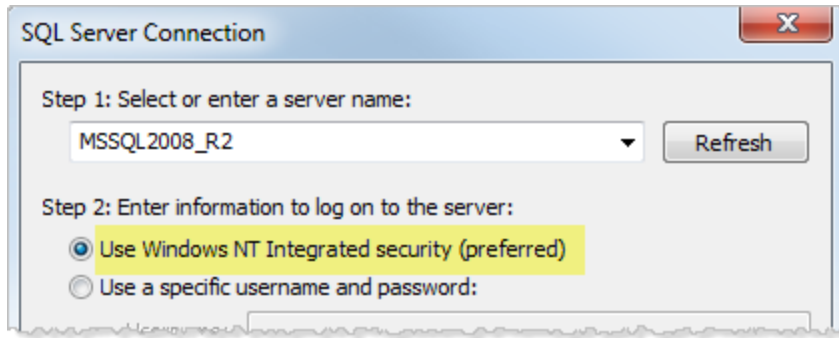 SQL Server Connection
Step 1: Select or enter a server name:
MSSQL2008_R2
Refresh
Step 2: Enter information to log on to the server:
Use Windows NT Integrated security (preferred)
Use a specific username and password: